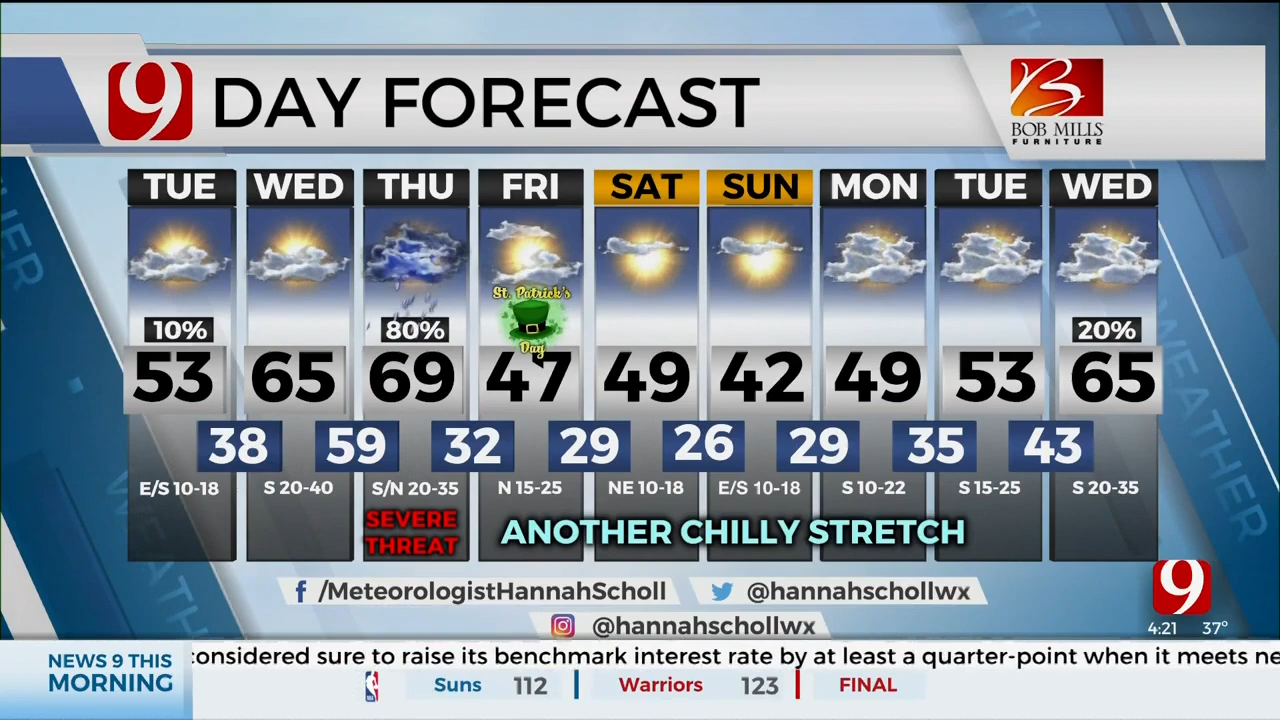 9 DAY FORECAST
B
BOB MILLS
FURNITURE
TUE WED THU FRI SAT SUN MON TUE WED
St. Patrick's
Day
10% 80% 20%
53 65 69 47 49 42 49 53 65
38 59 32 29 26 29 35 43
E/S 10-18 S 20-40 S/N 20-35 N 15-25 NE 10-18 E/S 10-18 S 10-22 S 15-25 S 20-35
SEVERE
THREAT
ANOTHER CHILLY STRETCH
f /MeteorologistHannahScholl @hannahschollwx
@hannahschollwx
9
4:21 37°
NEWS 9 THIS
MORNING
considered sure to raise its benchmark interest rate by at least a quarter-point when it meets ne
NBA Suns 112 Warriors 123 FINAL
WEATHER